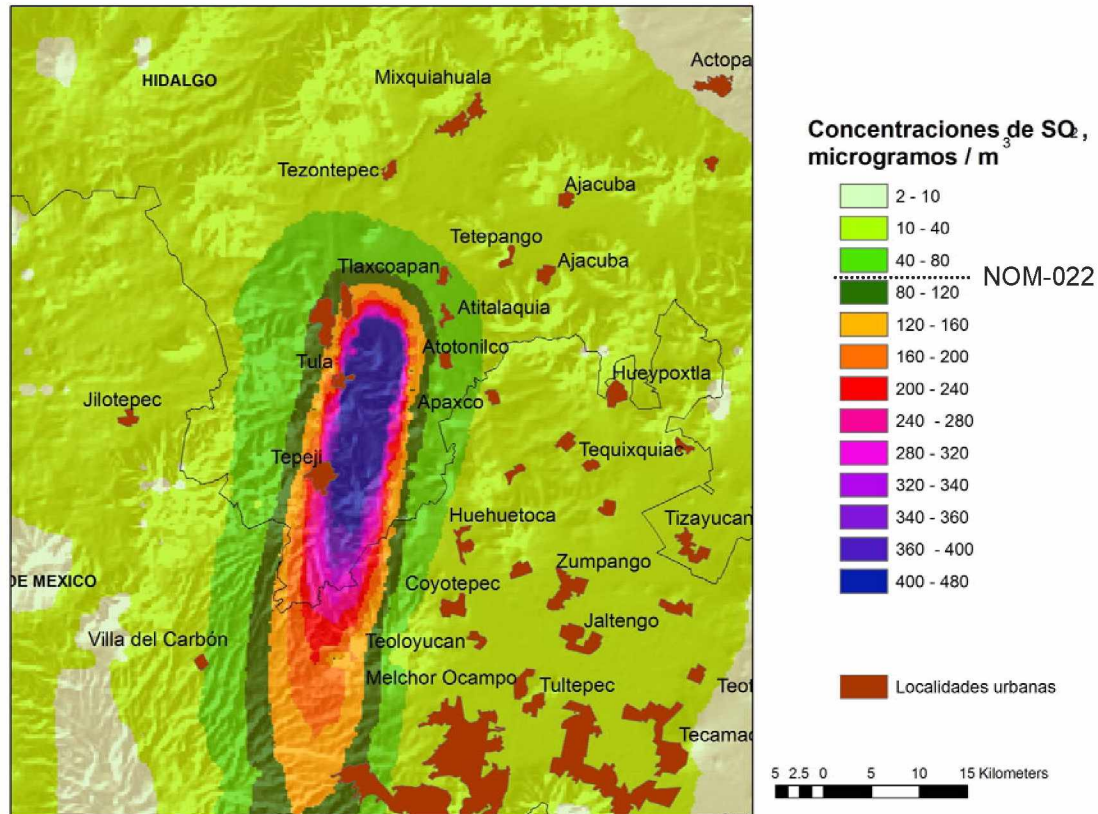 Actopa
Mixquiahuala
HIDALGO
Tezontepec
Ajacuba
Tetepango
Ajacuba
Tlaxcoapan
Atitalaquia
Atotonilco
Tula
Hueypoxtla
Jilotepec
Apaxco
Tequixquiac
Tepeji
Huehuetoca
Tizayucan
Zumpango
DE MEXICO
Coyotepec
Jaltengo
Villa del Carbón
Teoloyucan
Melchor Ocampo
Tultepec
Teot
Tecamac
Concentraciones de SO2,
microgramos / m3
2 - 10
10 - 40
40 - 80
NOM-022
80 - 120
120 - 160
160 - 200
200 - 240
240 - 280
280 - 320
320 - 340
340 - 360
360 - 400
400 - 480
Localidades urbanas
5 2.5 0 5 10 15 Kilometers